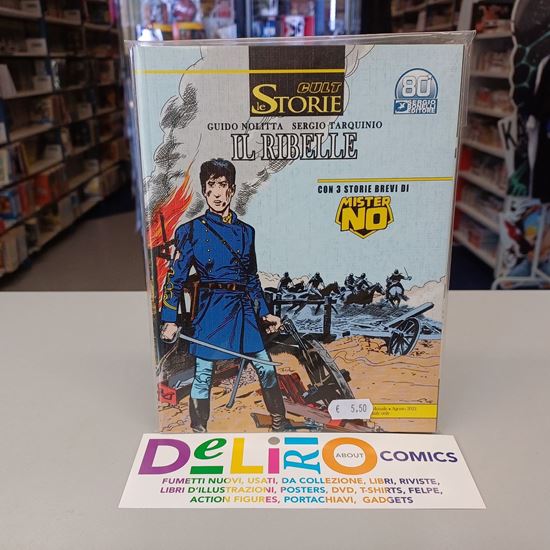 CULT
le STORIE
80°
SERGIO BONELLI EDITORE
GUIDO NOLITTA SERGIO TARQUINIO
IL RIBELLE
CON 3 STORIE BREVI DI
MISTER NO
€ 5.50
Agosto 2021
DeLiRiO ABOUT COMICS
FUMETTI NUOVI, USATI, DA COLLEZIONE, LIBRI, RIVISTE,
LIBRI D'ILLUSTRAZIONI, POSTERS, DVD, T-SHIRTS, FELPE,
ACTION FIGURES, PORTACHIAVI, GADGETS